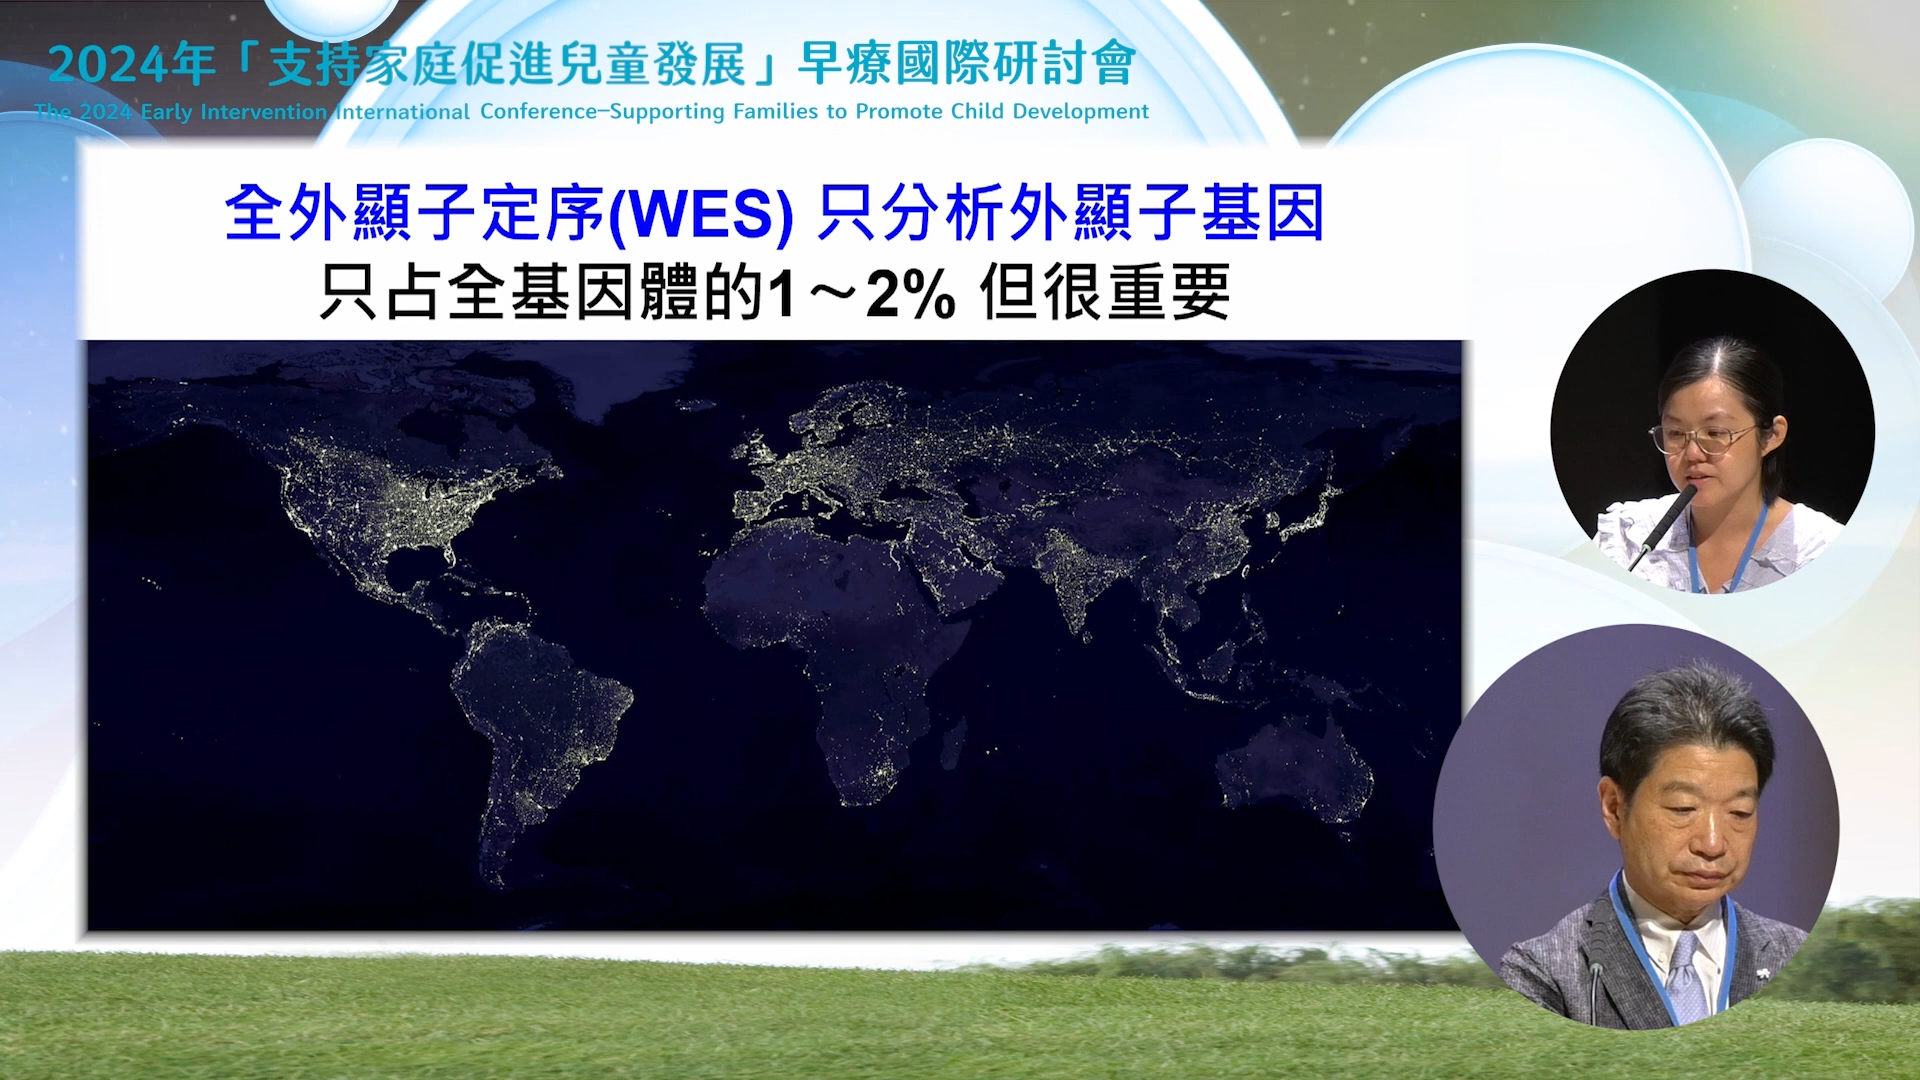 2024年「支持家庭促進兒童發展」早療國際研討會
The 2024 Early Intervention International Conference–Supporting Families to Promote Child Development
全外顯子定序(WES) 只分析外顯子基因
只占全基因體的1～2% 但很重要